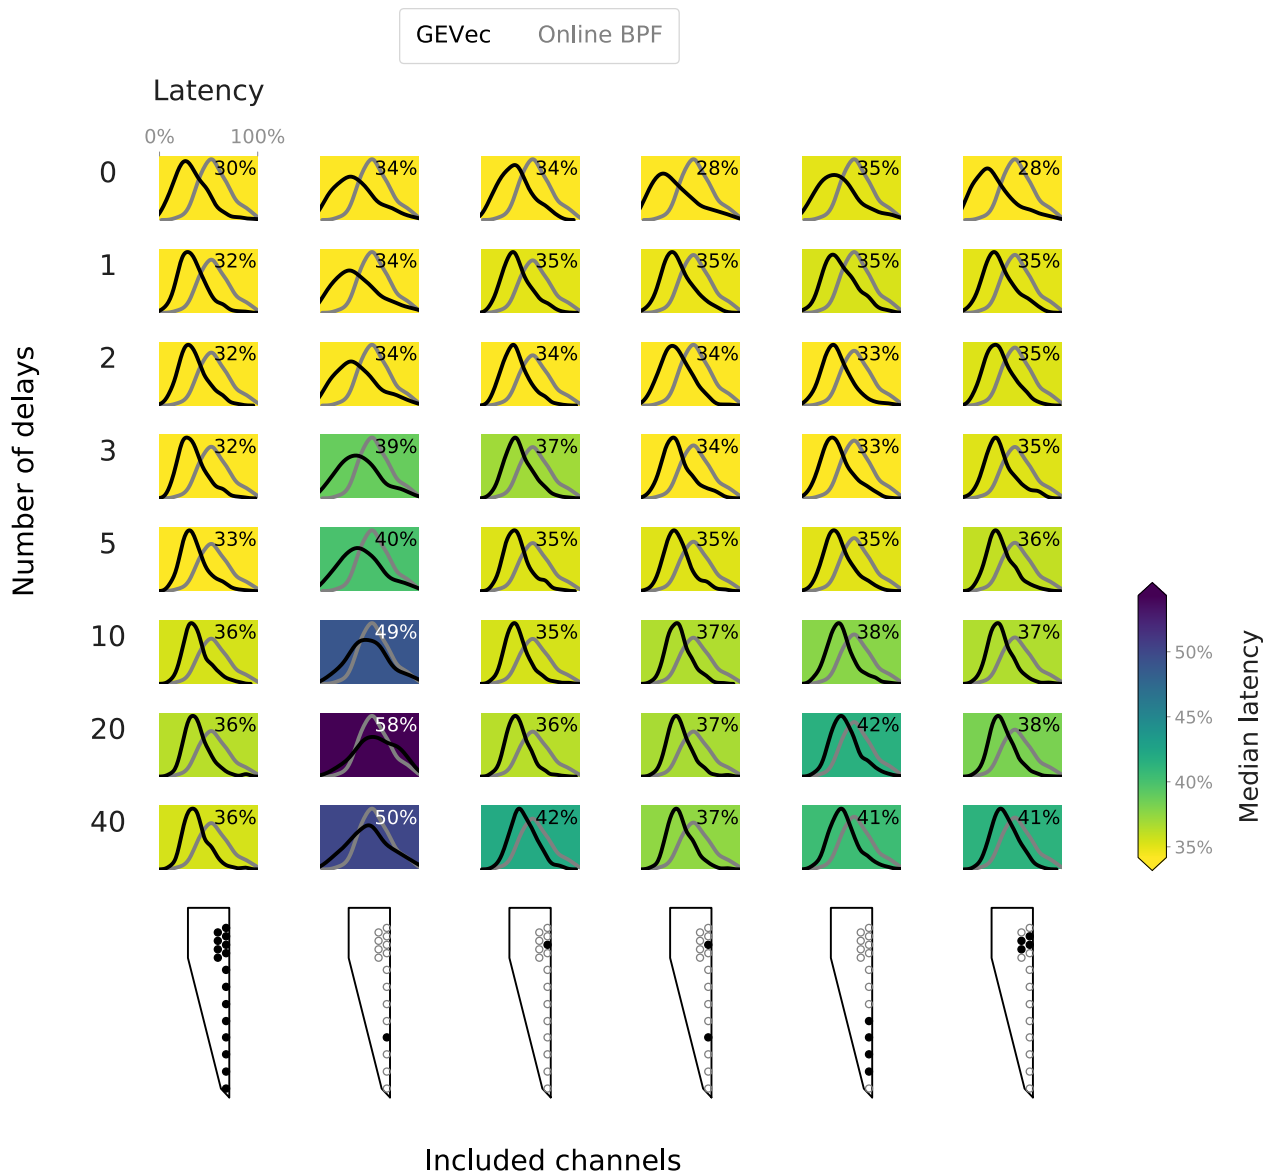 GEVec Online BPF
Latency
0% 100%
0 30% 34% 34% 28% 35% 28%
1 32% 34% 35% 35% 35% 35%
2 32% 34% 34% 34% 33% 35%
3 32% 39% 37% 34% 33% 35%
5 33% 40% 35% 35% 35% 36%
10 36% 49% 35% 37% 38% 37%
20 36% 58% 36% 37% 42% 38%
40 36% 50% 42% 37% 41% 41%
Number of delays
50%
45%
40%
35%
Median latency
Included channels